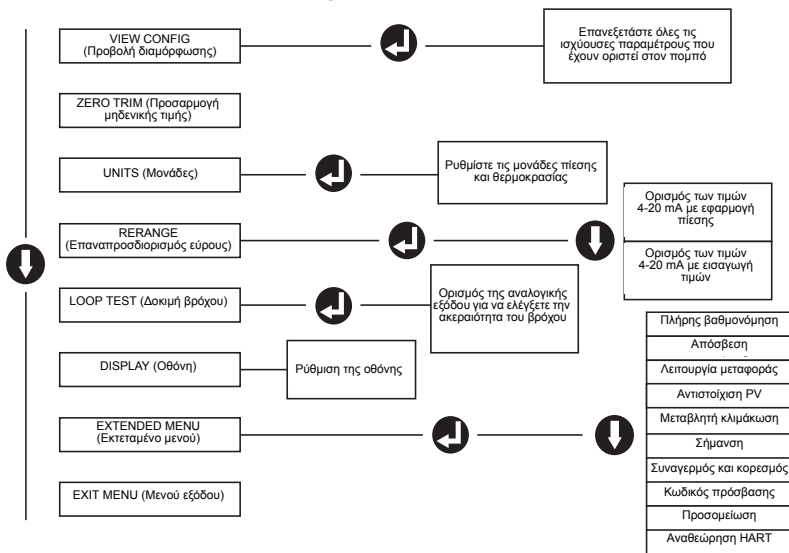 VIEW CONFIG
(Προβολή διαμόρφωσης)
Επανεξετάστε όλες τις
ισχύουσες παραμέτρους που
έχουν οριστεί στον πομπό
ZERO TRIM (Προσαρμογή
μηδενικής τιμής)
UNITS (Μονάδες)
Ρυθμίστε τις μονάδες πίεσης
και θερμοκρασίας
RERANGE
(Επαναπροσδιορισμός εύρους)
Ορισμός των τιμών
4-20 mA με εφαρμογή
πίεσης
Ορισμός των τιμών
4-20 mA με εισαγωγή
τιμών
LOOP TEST (Δοκιμή βρόχου)
Ορισμός της αναλογικής
εξόδου για να ελέγξετε την
ακεραιότητα του βρόχου
DISPLAY (Οθόνη)
Ρύθμιση της οθόνης
EXTENDED MENU
(Εκτεταμένο μενού)
Πλήρης βαθμονόμηση
Απόσβεση
Λειτουργία μεταφοράς
Αντιστοίχιση PV
Μεταβλητή κλιμάκωση
Σήμανση
Συναγερμός και κορεσμός
Κωδικός πρόσβασης
Προσομείωση
Αναθεώρηση HART
EXIT MENU (Μενού εξόδου)